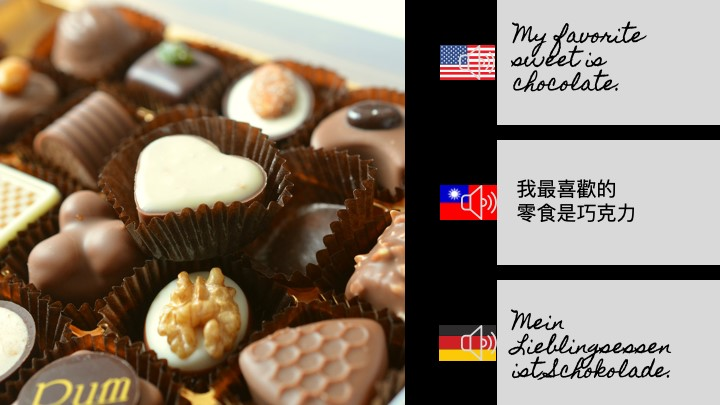 Rum
My favorite
sweet is
chocolate.
我最喜歡的
零食是巧克力
Mein
Lieblingsessen
ist Schokolade.